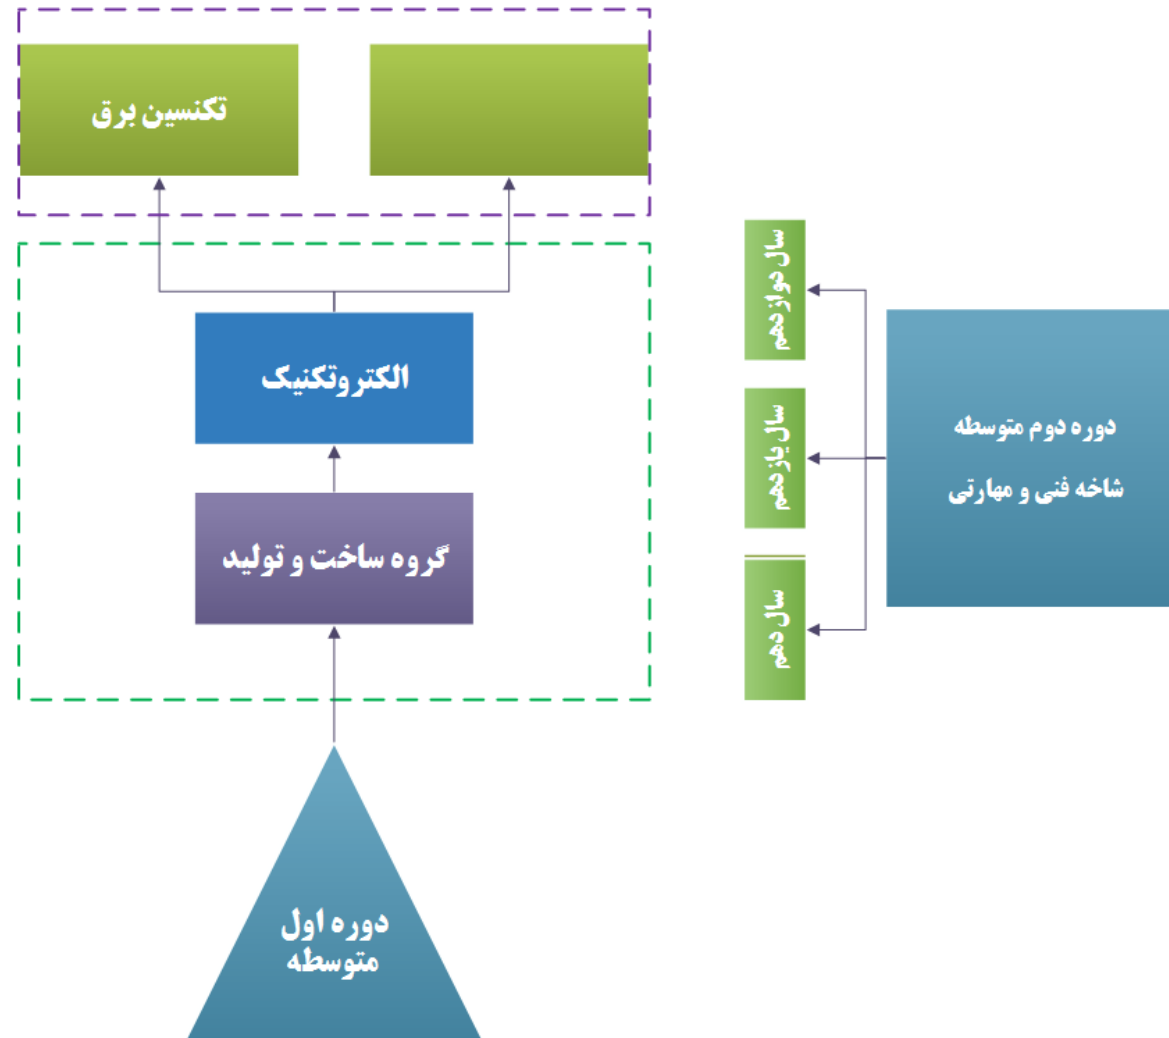 تکنسین برق
سال دوازدهم
الکتروتکنیک
سال یازدهم
دوره دوم متوسطه
شاخه فنی و مهارتی
گروه ساخت و تولید
سال دهم
دوره اول
متوسطه